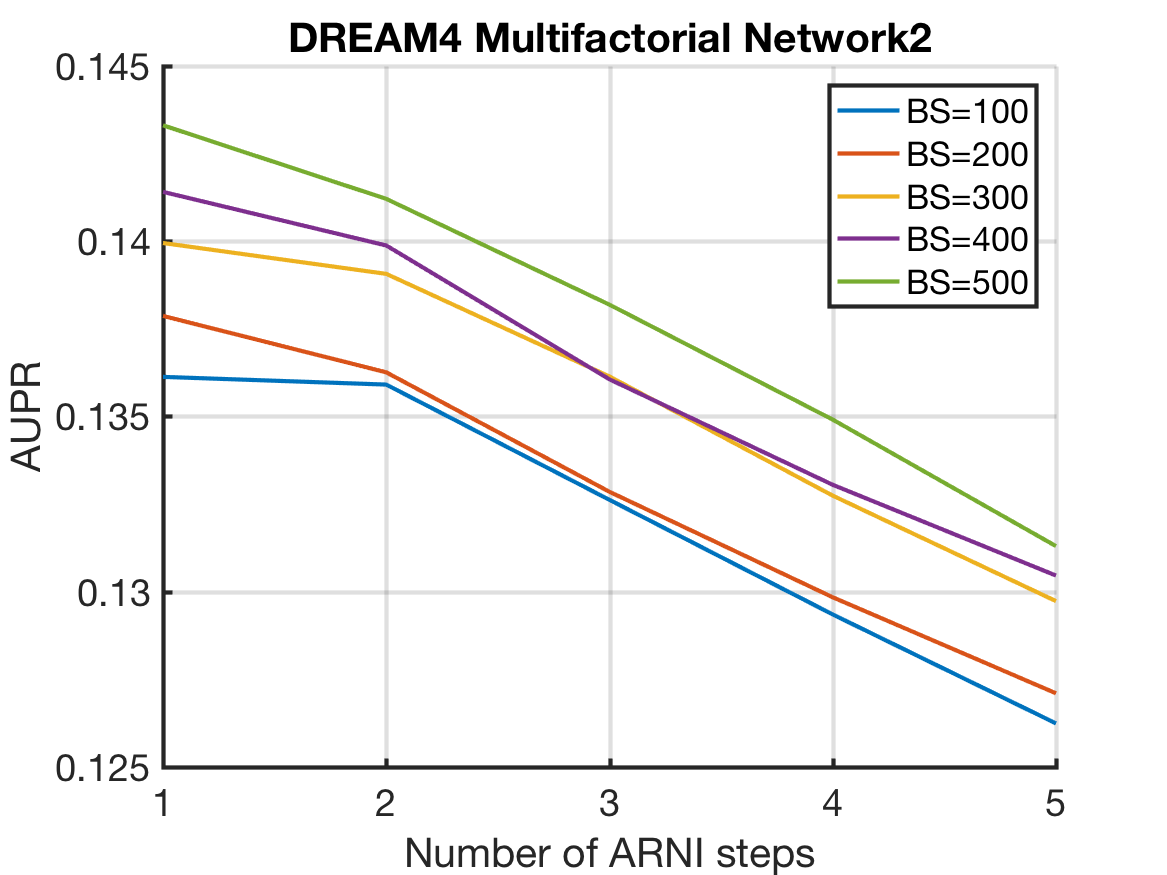 DREAM4 Multifactorial Network2
0.145
0.14
0.135
0.13
0.125
AUPR
BS=100
BS=200
BS=300
BS=400
BS=500
1 2 3 4 5
Number of ARNI steps